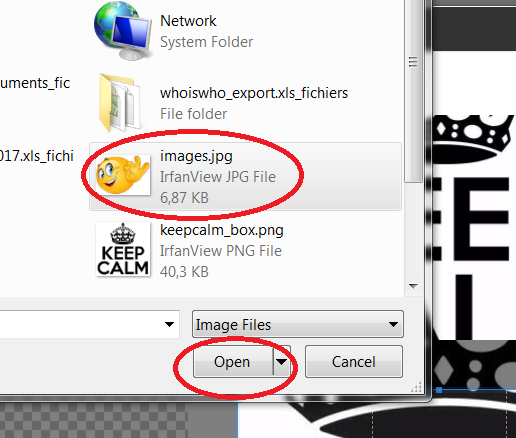 Network
System Folder
uments_fic
whoiswho_export.xls_fichiers
File folder
images.jpg
017.xls_fichi
IrfanView JPG File
6,87 KB
keepcalm_box.png
IrfanView PNG File
40,3 KB
KEEP
CALM
Image Files
Open
Cancel